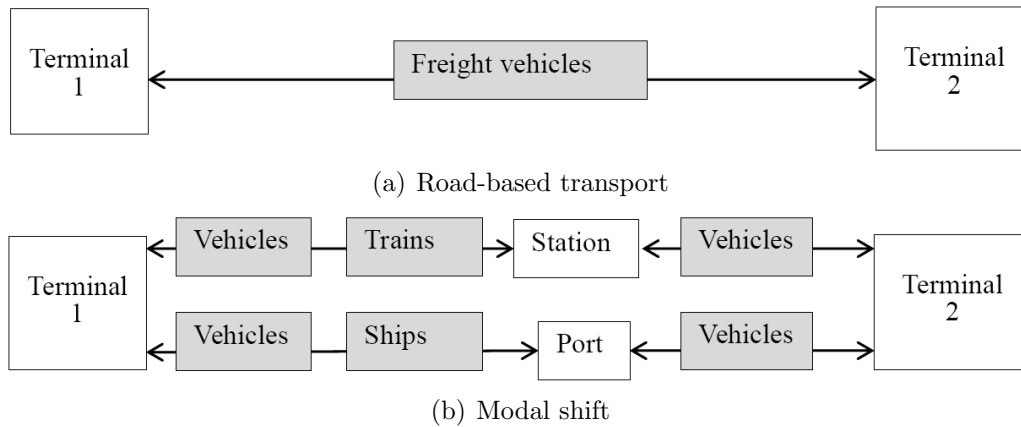 Terminal
1
Freight vehicles
Terminal
2
(a) Road-based transport
Terminal
1
Vehicles
Trains
Station
Vehicles
Vehicles
Ships
Port
Vehicles
Terminal
2
(b) Modal shift